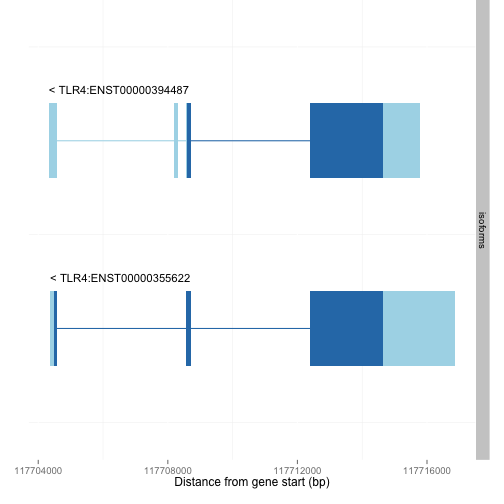 < TLR4:ENST00000394487
isoforms
< TLR4:ENST00000355622
117704000 117708000 117712000 117716000
Distance from gene start (bp)